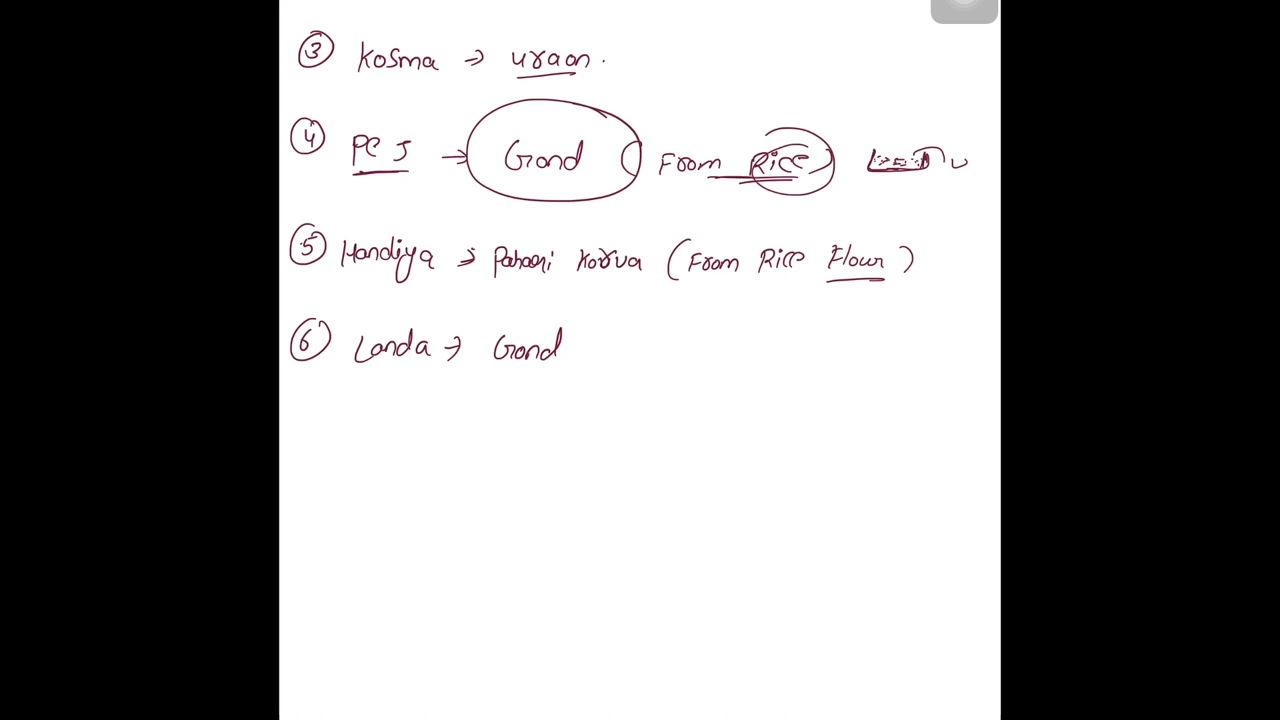 ③ Kosma → uraon.
④ Pej → Gond ( From Rice
⑤ Handiya → Pahari Korva (From Rice Flour)
⑥ Landa → Gond